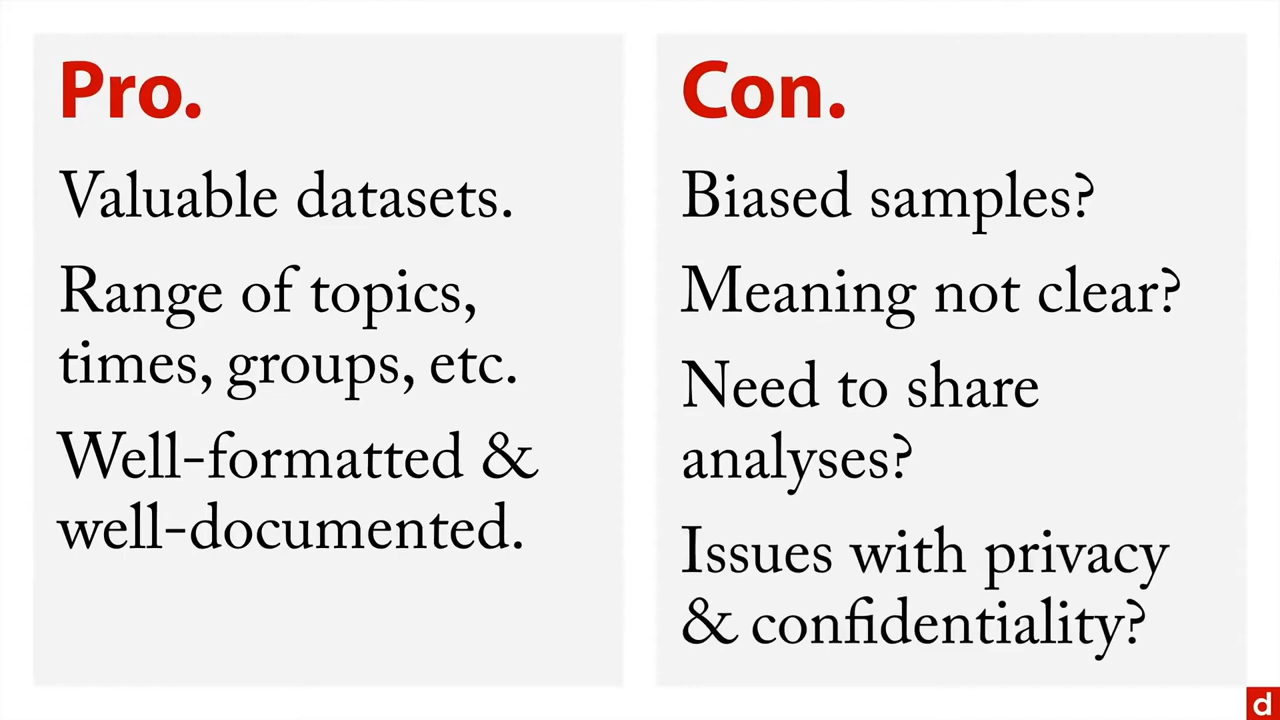 Pro.
Valuable datasets.
Range of topics,
times, groups, etc.
Well-formatted &
well-documented.
Con.
Biased samples?
Meaning not clear?
Need to share
analyses?
Issues with privacy
& confidentiality?
d